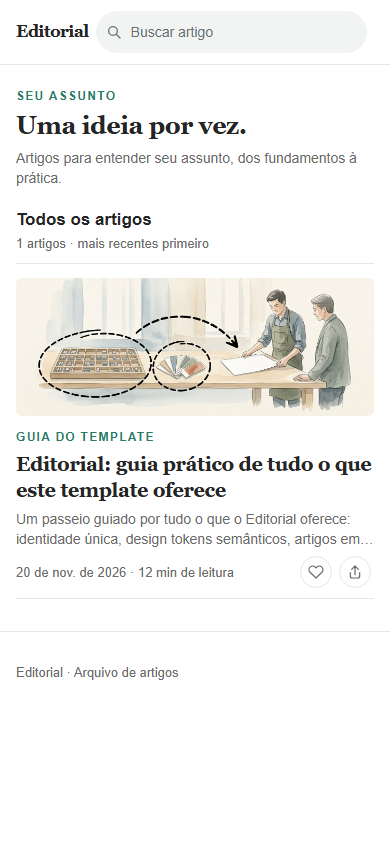 Editorial
Buscar artigo
SEU ASSUNTO
Uma ideia por vez.
Artigos para entender seu assunto, dos fundamentos à
prática.
Todos os artigos
1 artigos · mais recentes primeiro
GUIA DO TEMPLATE
Editorial: guia prático de tudo o que
este template oferece
Um passeio guiado por tudo o que o Editorial oferece:
identidade única, design tokens semânticos, artigos em…
20 de nov. de 2026 · 12 min de leitura
Editorial · Arquivo de artigos